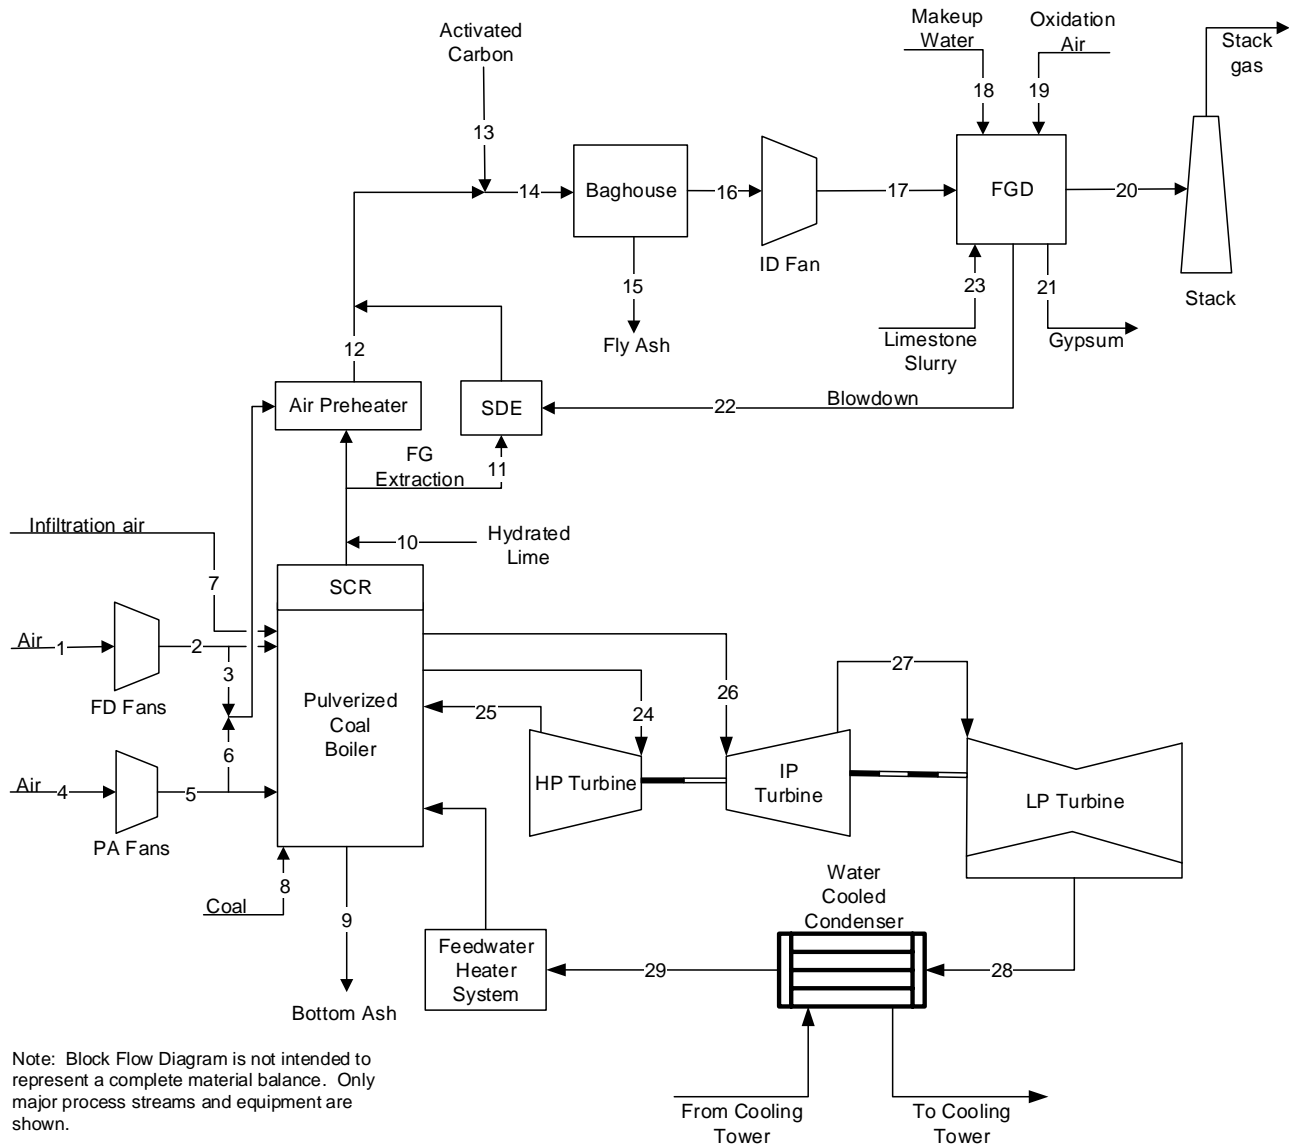 Makeup
Water
Oxidation
Air
Stack
gas
Activated
Carbon
18
19
13
14
Baghouse
16
17
FGD
20
ID Fan
15
23
21
Stack
Fly Ash
Limestone
Slurry
Gypsum
12
Air Preheater
SDE
22
Blowdown
FG
Extraction
11
Infiltration air
10
Hydrated
Lime
7
SCR
Air
1
2
3
FD Fans
Pulverized
Coal
Boiler
26
27
25
24
6
Air
4
5
HP Turbine
IP
Turbine
LP Turbine
PA Fans
8
Coal
9
Water
Cooled
Condenser
Feedwater
Heater
System
29
28
Bottom Ash
Note: Block Flow Diagram is not intended to
represent a complete material balance. Only
major process streams and equipment are
shown.
From Cooling
Tower
To Cooling
Tower